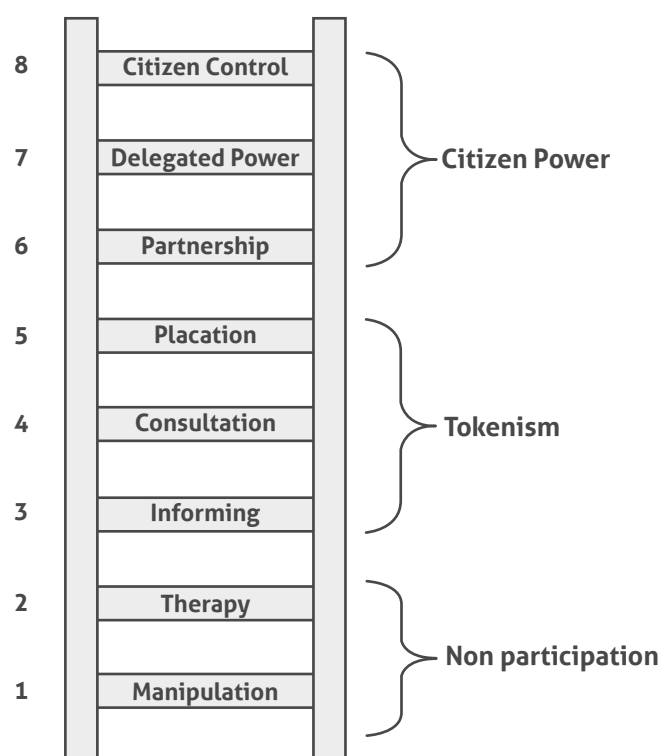 8 Citizen Control
7 Delegated Power Citizen Power
6 Partnership
5 Placation
4 Consultation Tokenism
3 Informing
2 Therapy
Non participation
1 Manipulation